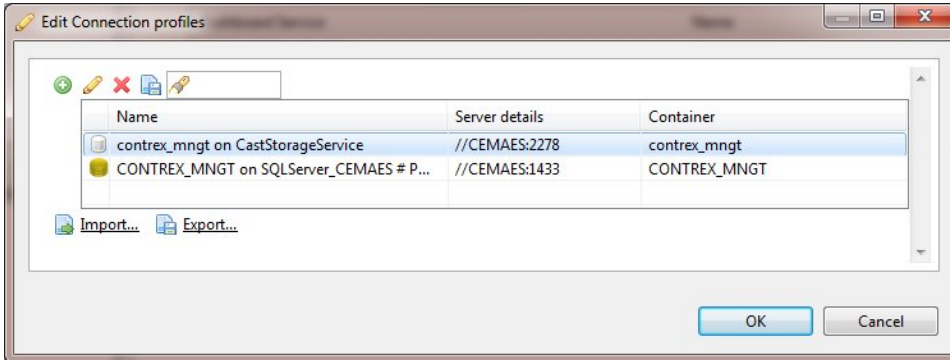 Edit Connection profiles
Name Server details Container
contrex_mngt on CastStorageService //CEMAES:2278 contrex_mngt
CONTREX_MNGT on SQLServer_CEMAES # P... //CEMAES:1433 CONTREX_MNGT
Import... Export...
OK Cancel